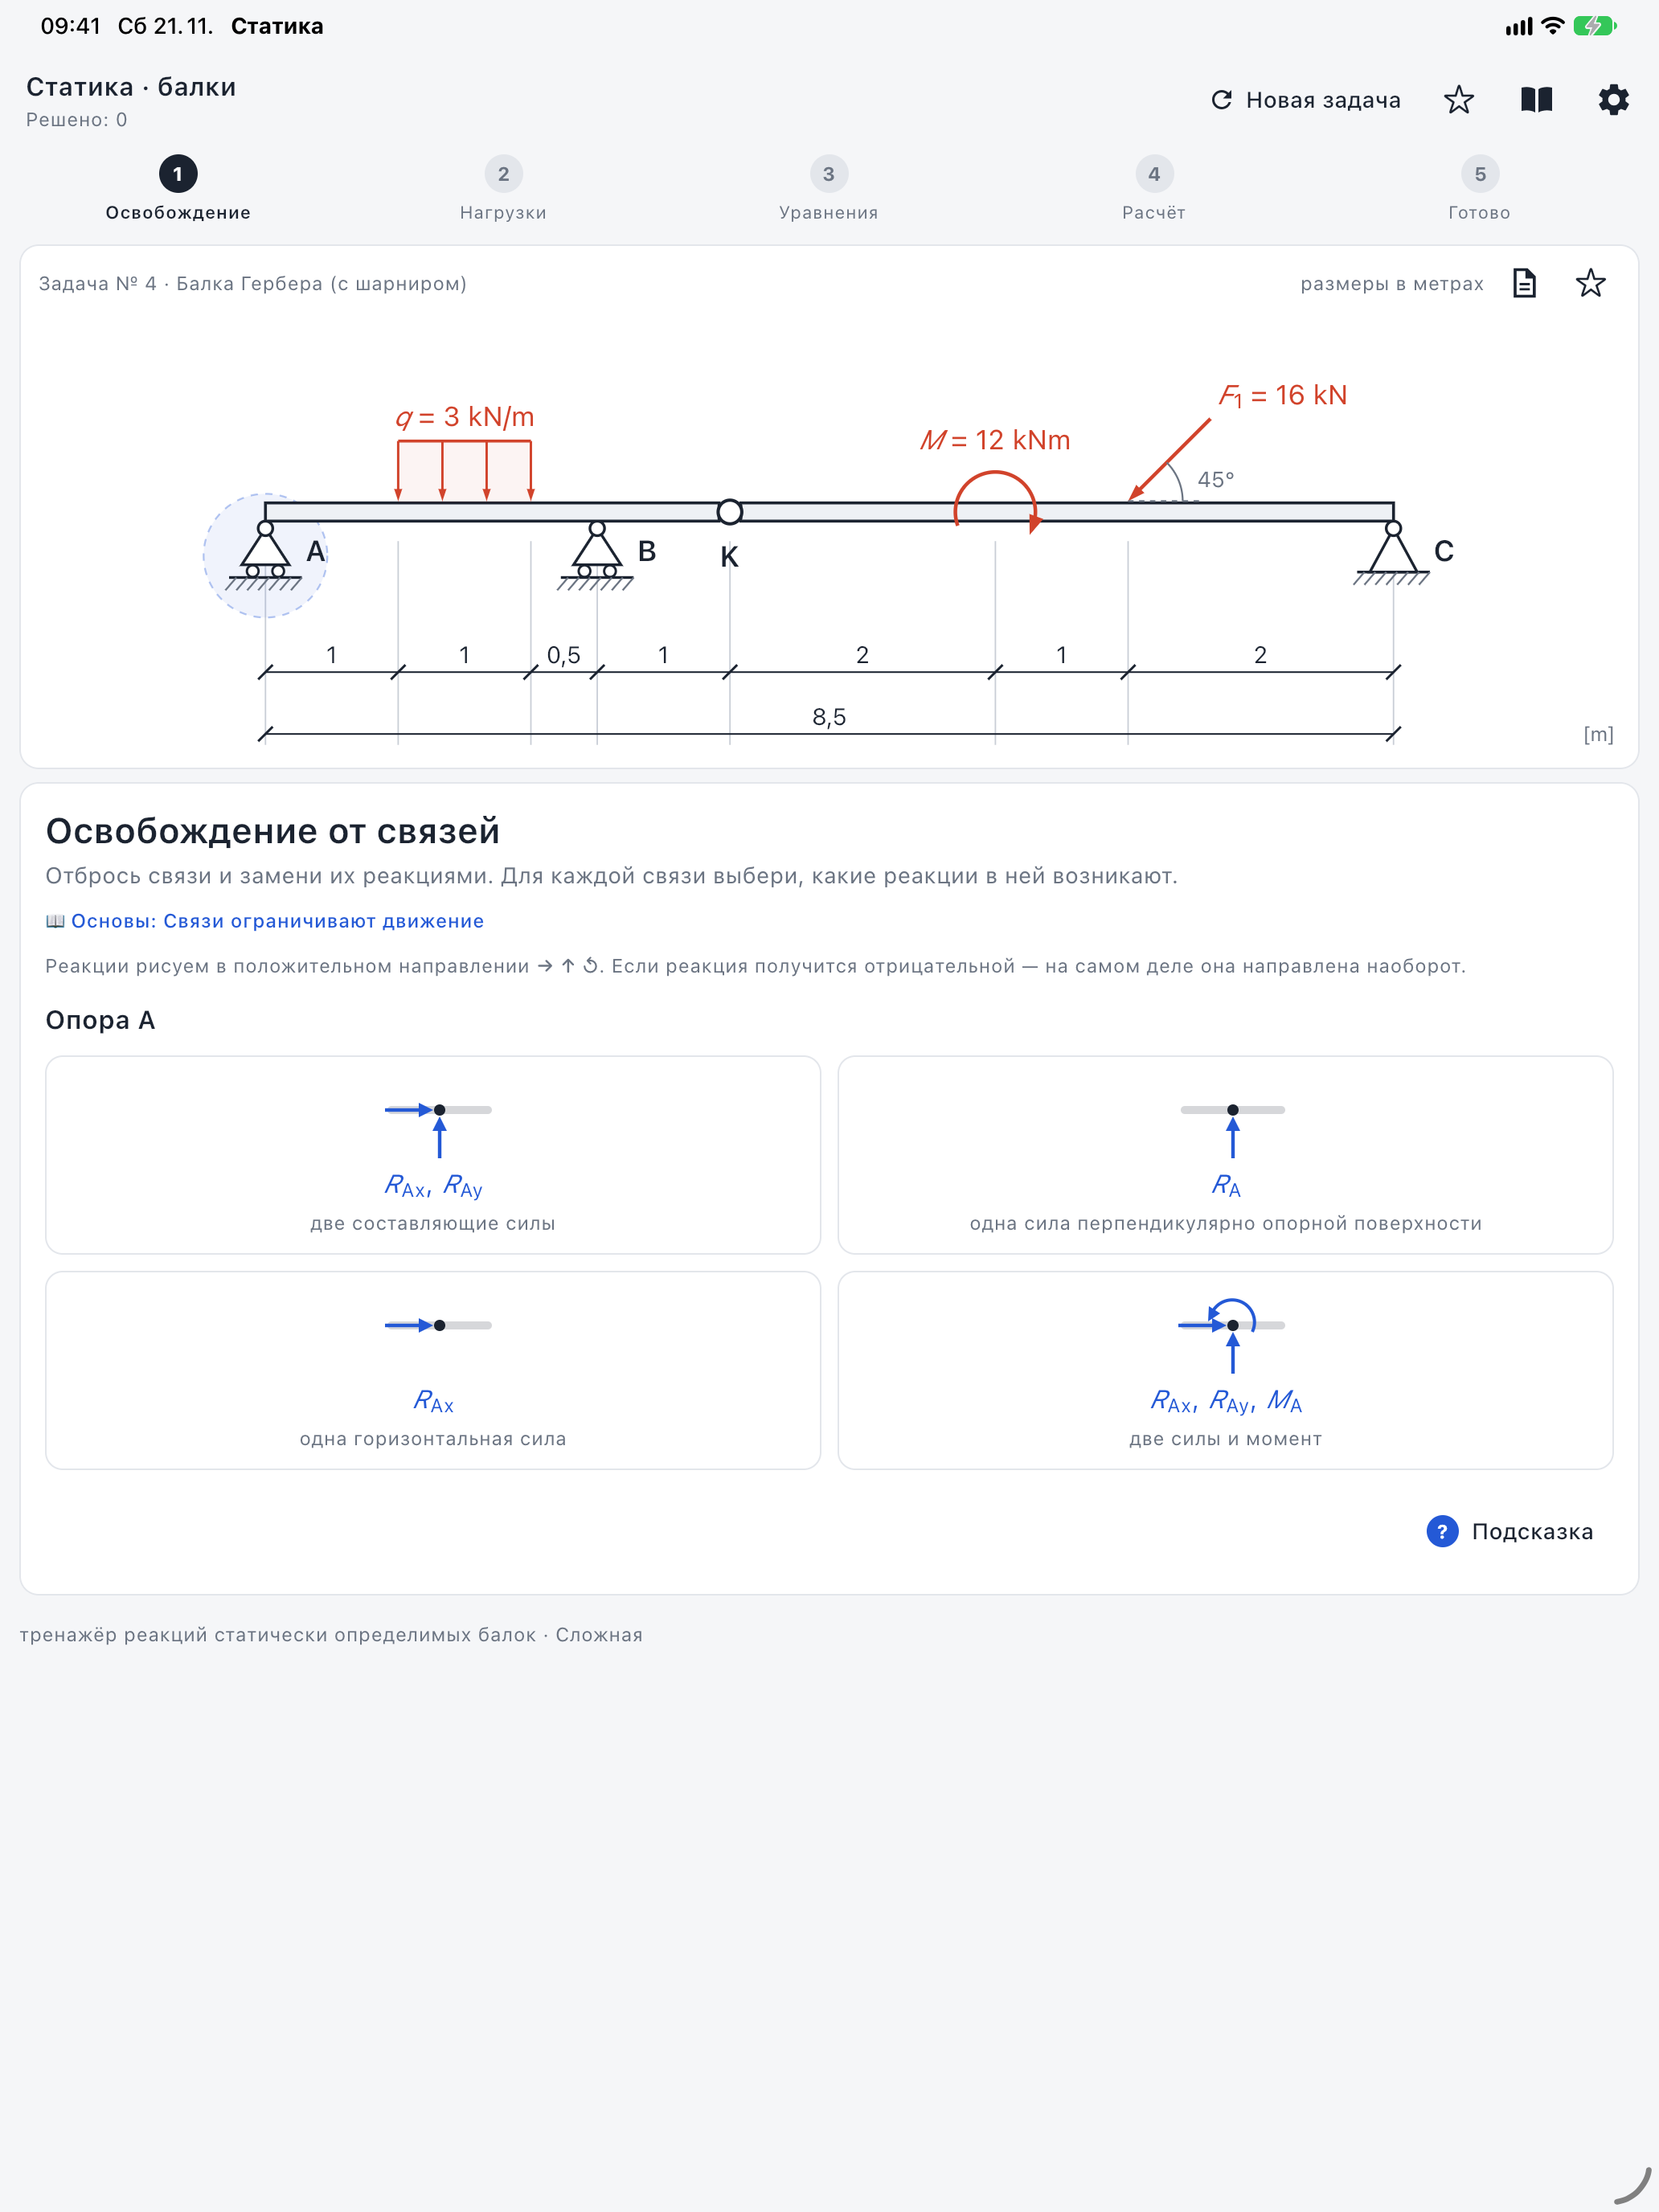 09:41 Сб 21.11. Статика
Статика · балки
Решено: 0
Новая задача
1 2 3 4 5
Освобождение Нагрузки Уравнения Расчёт Готово
Задача № 4 · Балка Гербера (с шарниром)
размеры в метрах
F1 = 16 kN
q = 3 kN/m
M = 12 kNm
45°
A B K C
1 1 0,5 1 2 1 2
8,5
[m]
Освобождение от связей
Отбрось связи и замени их реакциями. Для каждой связи выбери, какие реакции в ней возникают.
📖 Основы: Связи ограничивают движение
Реакции рисуем в положительном направлении → ↑ ↺. Если реакция получится отрицательной — на самом деле она направлена наоборот.
Опора A
RAx, RAy
две составляющие силы
RA
одна сила перпендикулярно опорной поверхности
RAx
одна горизонтальная сила
RAx, RAy, MA
две силы и момент
? Подсказка
тренажёр реакций статически определимых балок · Сложная